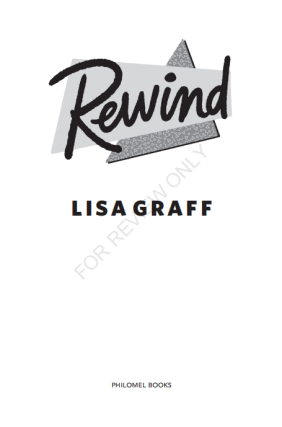 Rewind
LISA GRAFF
FOR REVIEW ONLY
PHILOMEL BOOKS